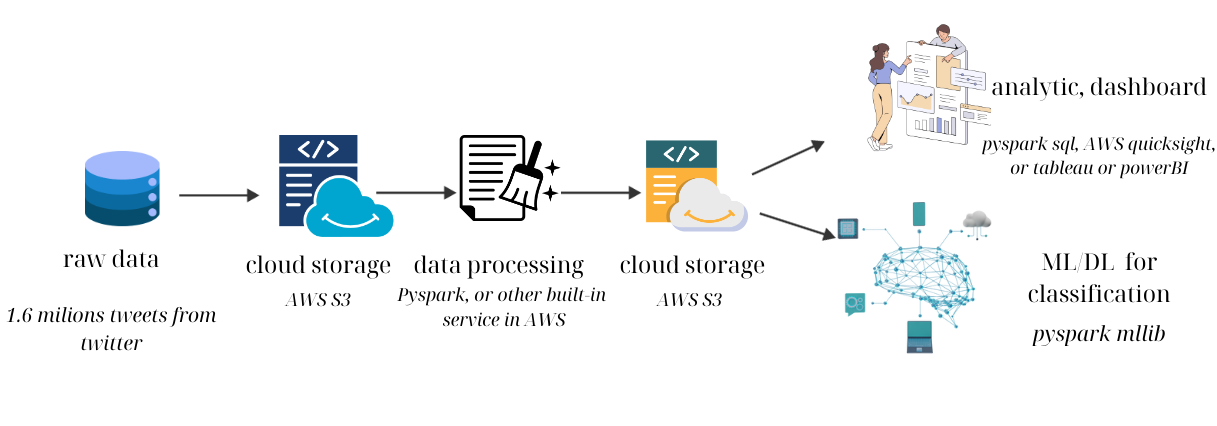 raw data
1.6 milions tweets from
twitter
</>
cloud storage
AWS S3
data processing
Pyspark, or other built-in
service in AWS
</>
cloud storage
AWS S3
analytic, dashboard
pyspark sql, AWS quicksight,
or tableau or powerBI
ML/DL for
classification
pyspark mllib